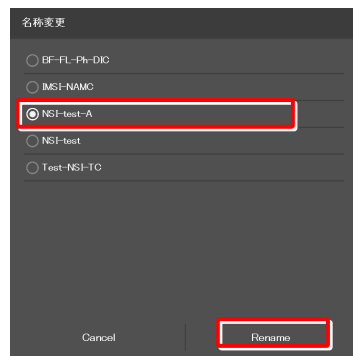 名称変更
BF-FL-Ph-DIC
IMSI-NAMC
NSI-test-A
NSI-test
Test-NSI-TC
Cancel
Rename